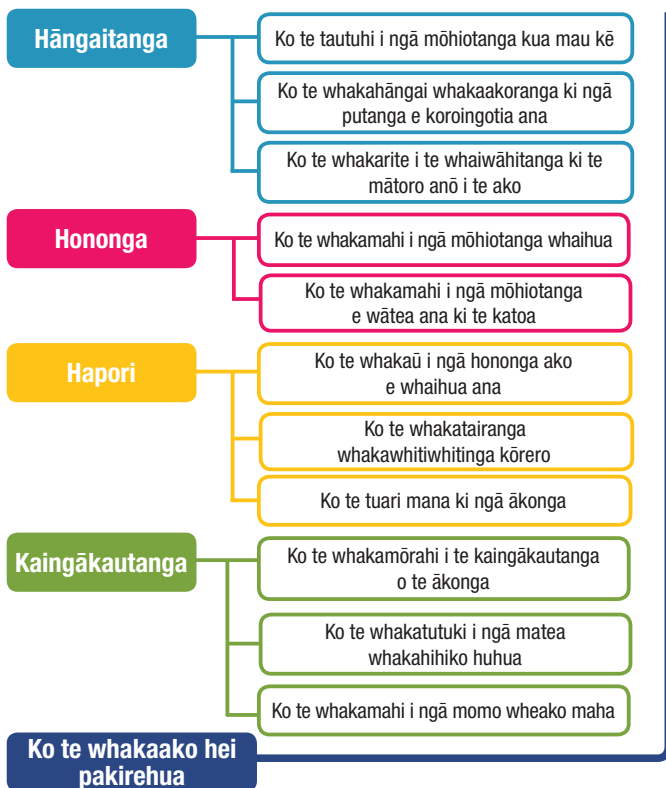 Hāngaitanga
Ko te tautuhi i ngā mōhiotanga kua mau kē
Ko te whakahāngai whakaakoranga ki ngā
putanga e koroingotia ana
Ko te whakarite i te whaiwāhitanga ki te
mātoro anō i te ako
Hononga
Ko te whakamahi i ngā mōhiotanga whaihua
Ko te whakamahi i ngā mōhiotanga
e wātea ana ki te katoa
Hapori
Ko te whakaū i ngā hononga ako
e whaihua ana
Ko te whakatairanga
whakawhitiwhitinga kōrero
Ko te tuari mana ki ngā ākonga
Kaingākautanga
Ko te whakamōrahi i te kaingākautanga
o te ākonga
Ko te whakatutuki i ngā matea
whakahihiko huhua
Ko te whakamahi i ngā momo wheako maha
Ko te whakaako hei
pakirehua